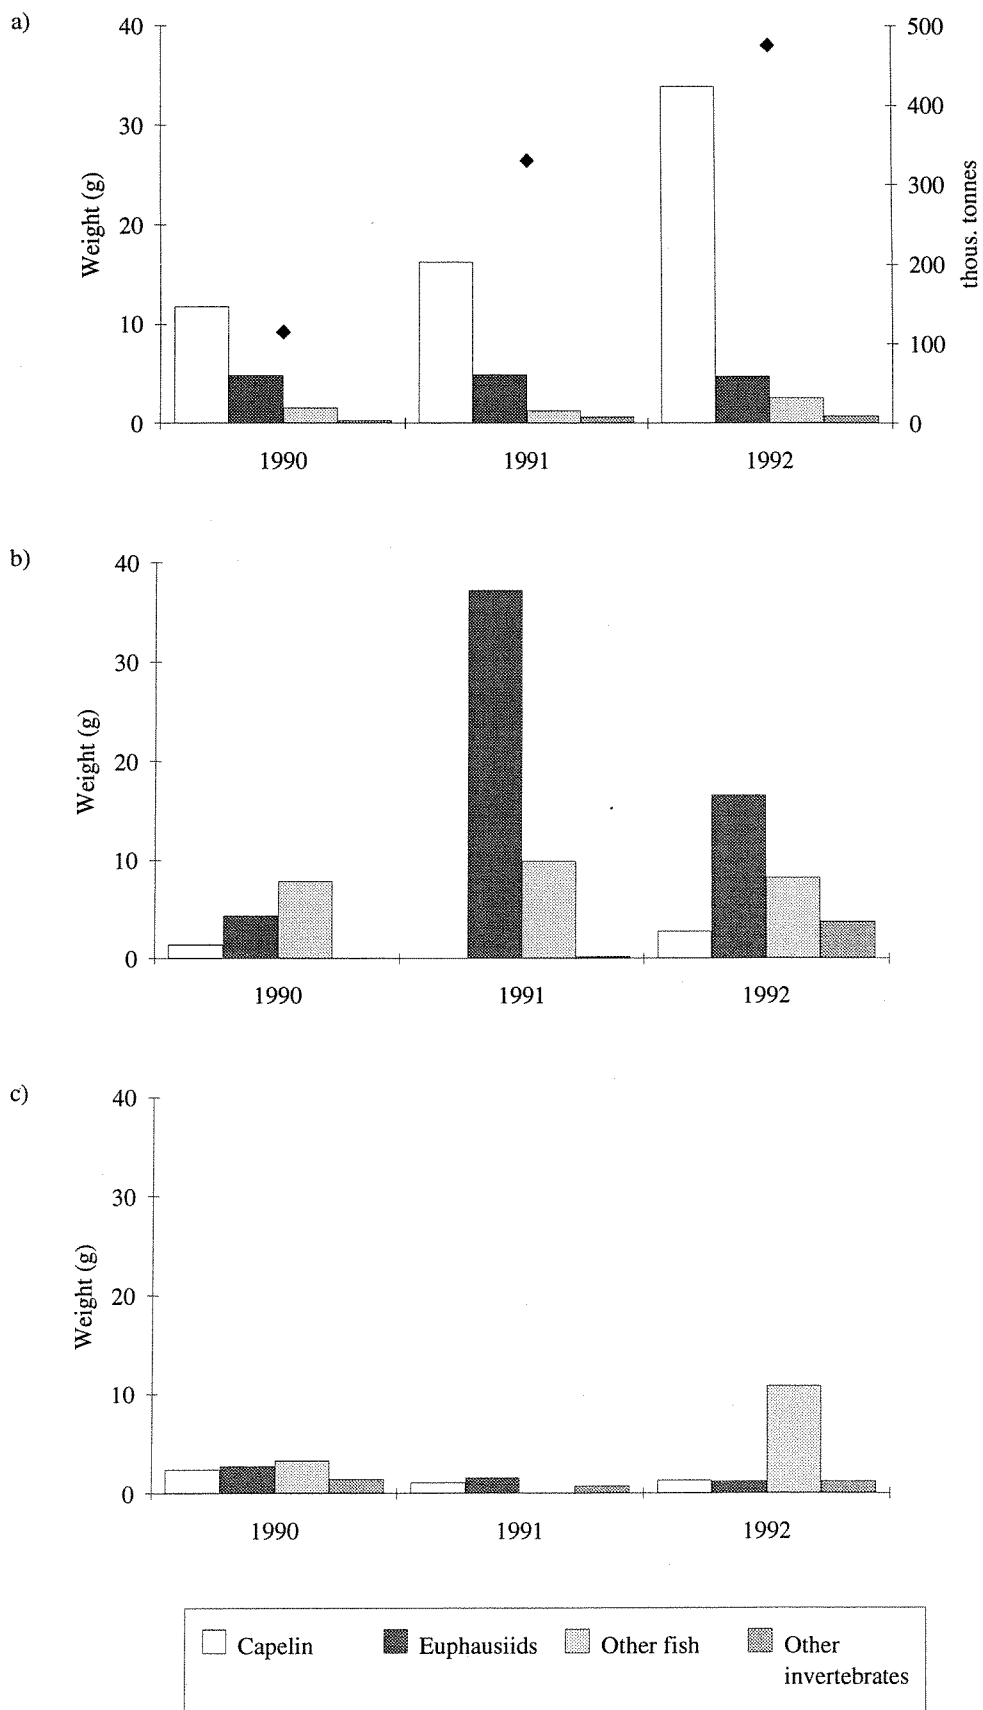 a)
40
30
20
10
0
Weight (g)
500
400
300
200
100
0
thous. tonnes
1990 1991 1992
b)
40
30
20
10
0
Weight (g)
1990 1991 1992
c)
40
30
20
10
0
Weight (g)
1990 1991 1992
Capelin Euphausiids Other fish Other
invertebrates